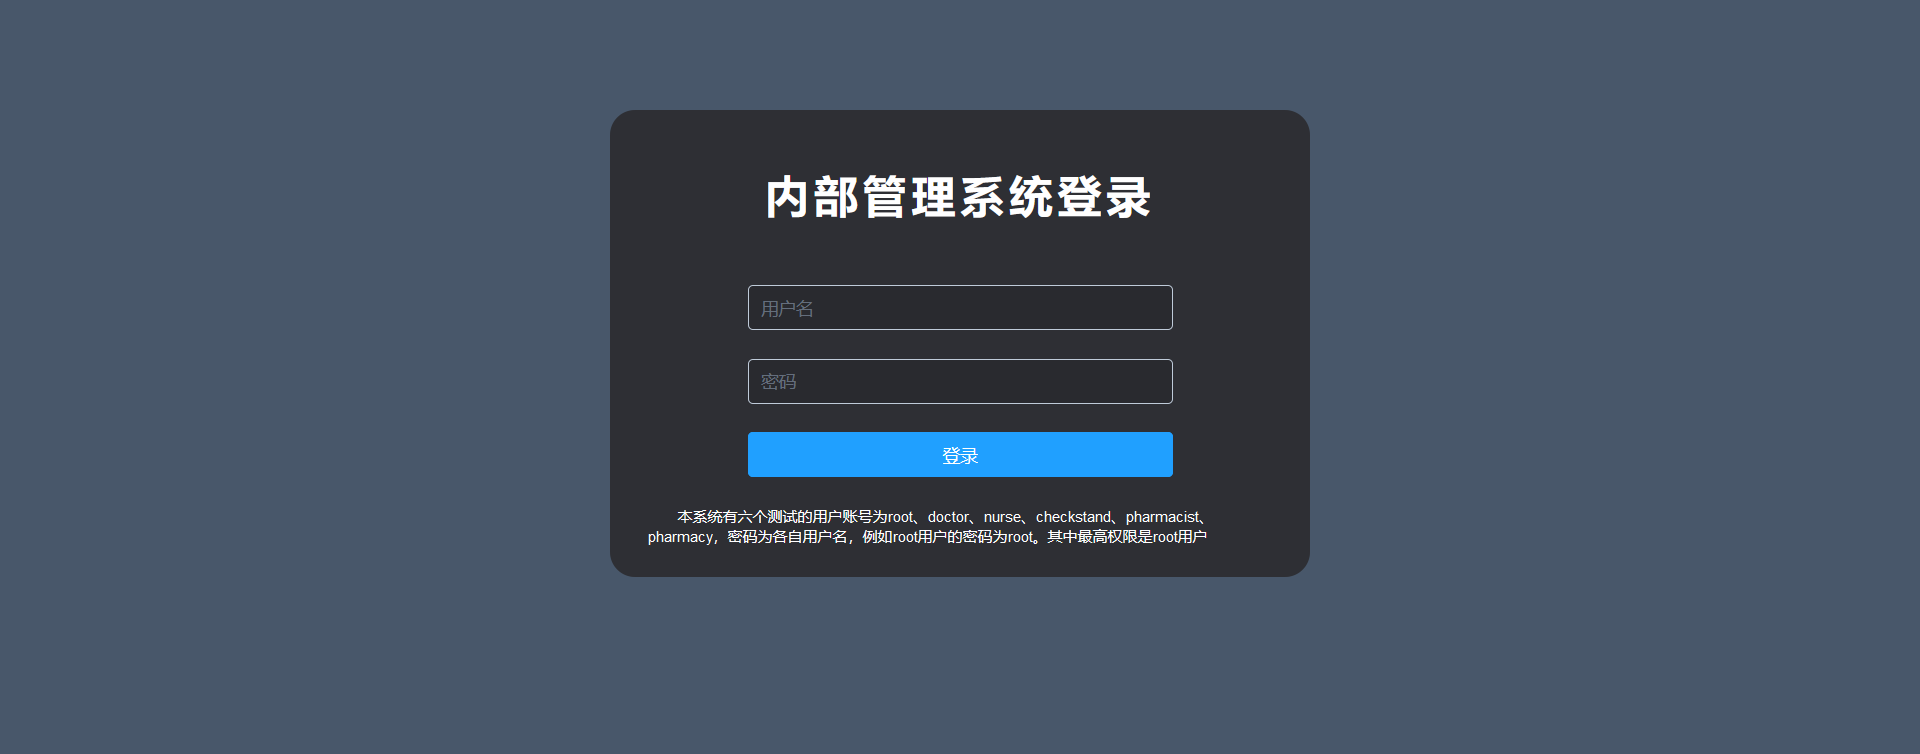 内部管理系统登录
用户名
密码
登录
本系统有六个测试的用户账号为root、doctor、nurse、checkstand、pharmacist、
pharmacy，密码为各自用户名，例如root用户的密码为root。其中最高权限是root用户